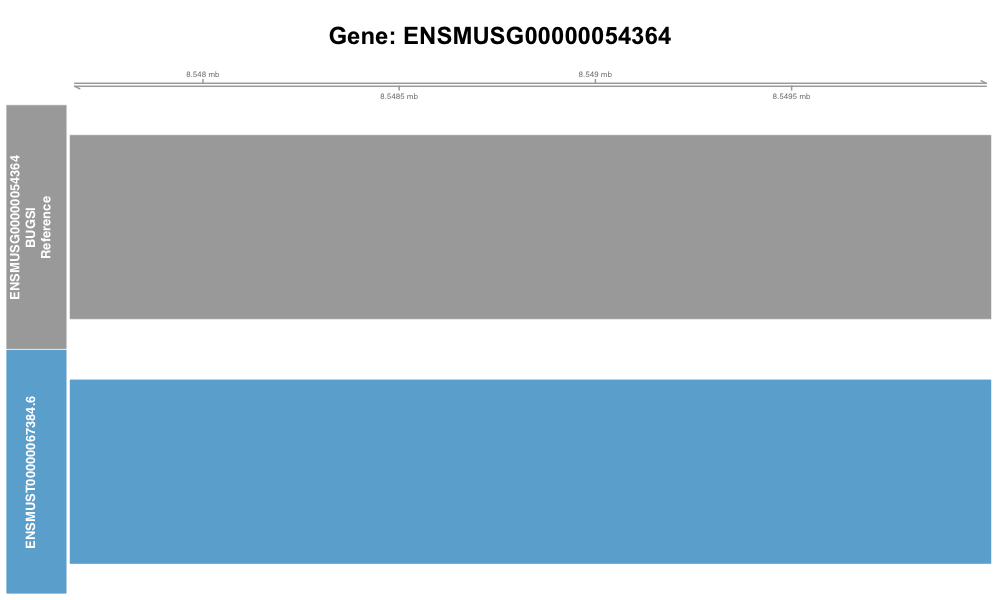 Gene: ENSMUSG00000054364
8.548 mb
8.549 mb
8.5485 mb
8.5495 mb
ENSMUSG00000054364
BUGSI
Reference
ENSMUST00000067384.6